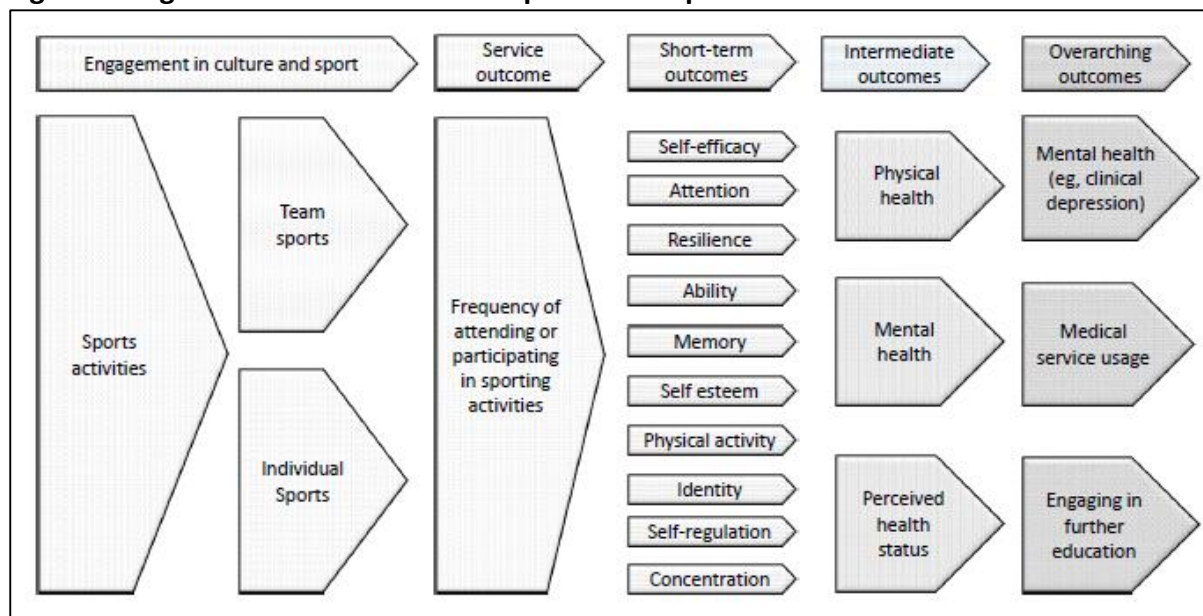 Engagement in culture and sport
Service
outcome
Short-term
outcomes
Intermediate
outcomes
Overarching
outcomes
Sports
activities
Team
sports
Individual
Sports
Frequency of
attending or
participating
in sporting
activities
Self-efficacy
Attention
Resilience
Ability
Memory
Self esteem
Physical activity
Identity
Self-regulation
Concentration
Physical
health
Mental
health
Perceived
health
status
Mental health
(eg, clinical
depression)
Medical
service usage
Engaging in
further
education